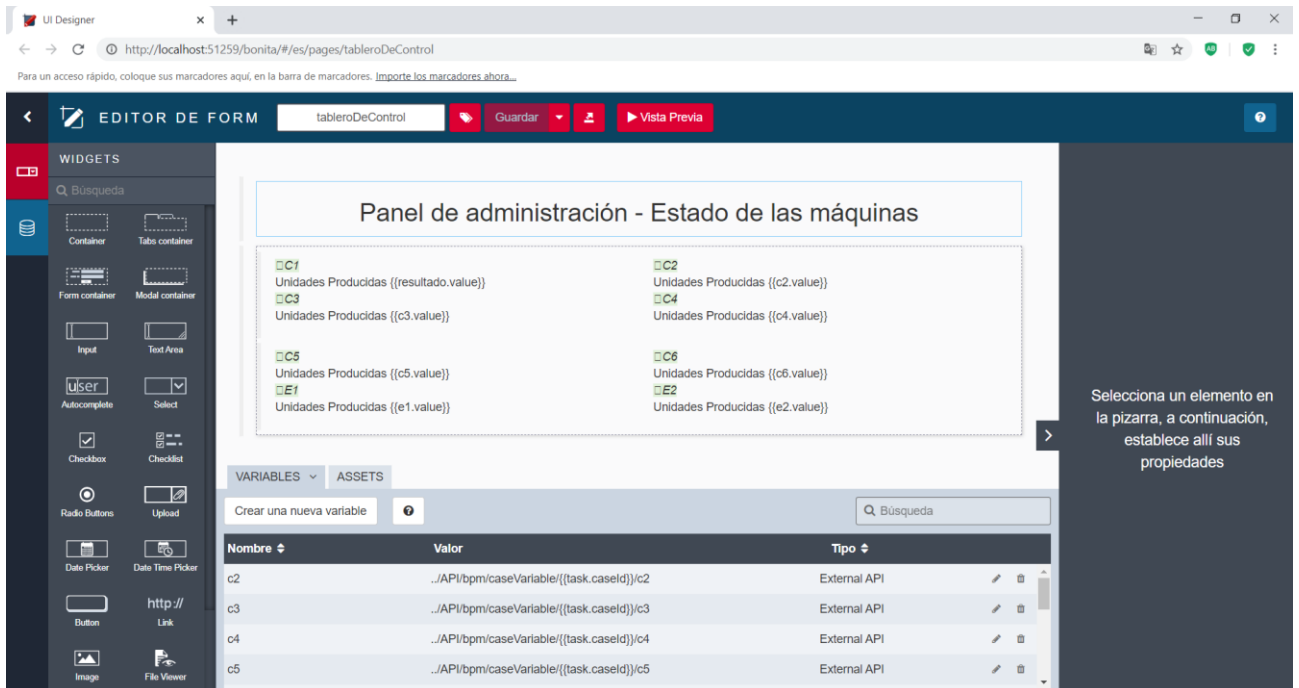 UI Designer
http://localhost:51259/bonita/#/es/pages/tableroDeControl
Para un acceso rápido, coloque sus marcadores aquí, en la barra de marcadores. Importe los marcadores ahora...
EDITOR DE FORM tableroDeControl Guardar Vista Previa
WIDGETS
Búsqueda
Container Tabs container
Form container Modal container
Input Text Area
user
Autocomplete Select
Checkbox Checklist
Radio Buttons Upload
Date Picker Date Time Picker
http://
Button Link
Image File Viewer
Panel de administración - Estado de las máquinas
C1 C2
Unidades Producidas {{resultado.value}} Unidades Producidas {{c2.value}}
C3 C4
Unidades Producidas {{c3.value}} Unidades Producidas {{c4.value}}
C5 C6
Unidades Producidas {{c5.value}} Unidades Producidas {{c6.value}}
E1 E2
Unidades Producidas {{e1.value}} Unidades Producidas {{e2.value}}
Selecciona un elemento en
la pizarra, a continuación,
establece allí sus
propiedades
VARIABLES ASSETS
Crear una nueva variable ? Búsqueda
Nombre Valor Tipo
c2 ../API/bpm/caseVariable/{{task.caseId}}/c2 External API
c3 ../API/bpm/caseVariable/{{task.caseId}}/c3 External API
c4 ../API/bpm/caseVariable/{{task.caseId}}/c4 External API
c5 ../API/bpm/caseVariable/{{task.caseId}}/c5 External API